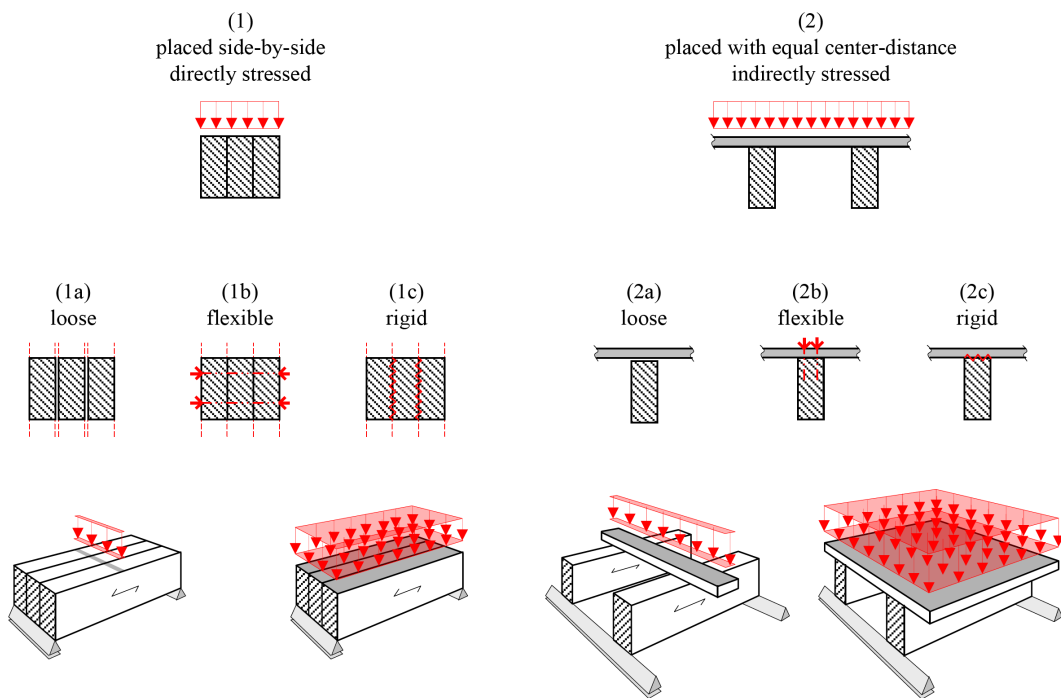 (1)
placed side-by-side
directly stressed
(2)
placed with equal center-distance
indirectly stressed
(1a)
loose
(1b)
flexible
(1c)
rigid
(2a)
loose
(2b)
flexible
(2c)
rigid